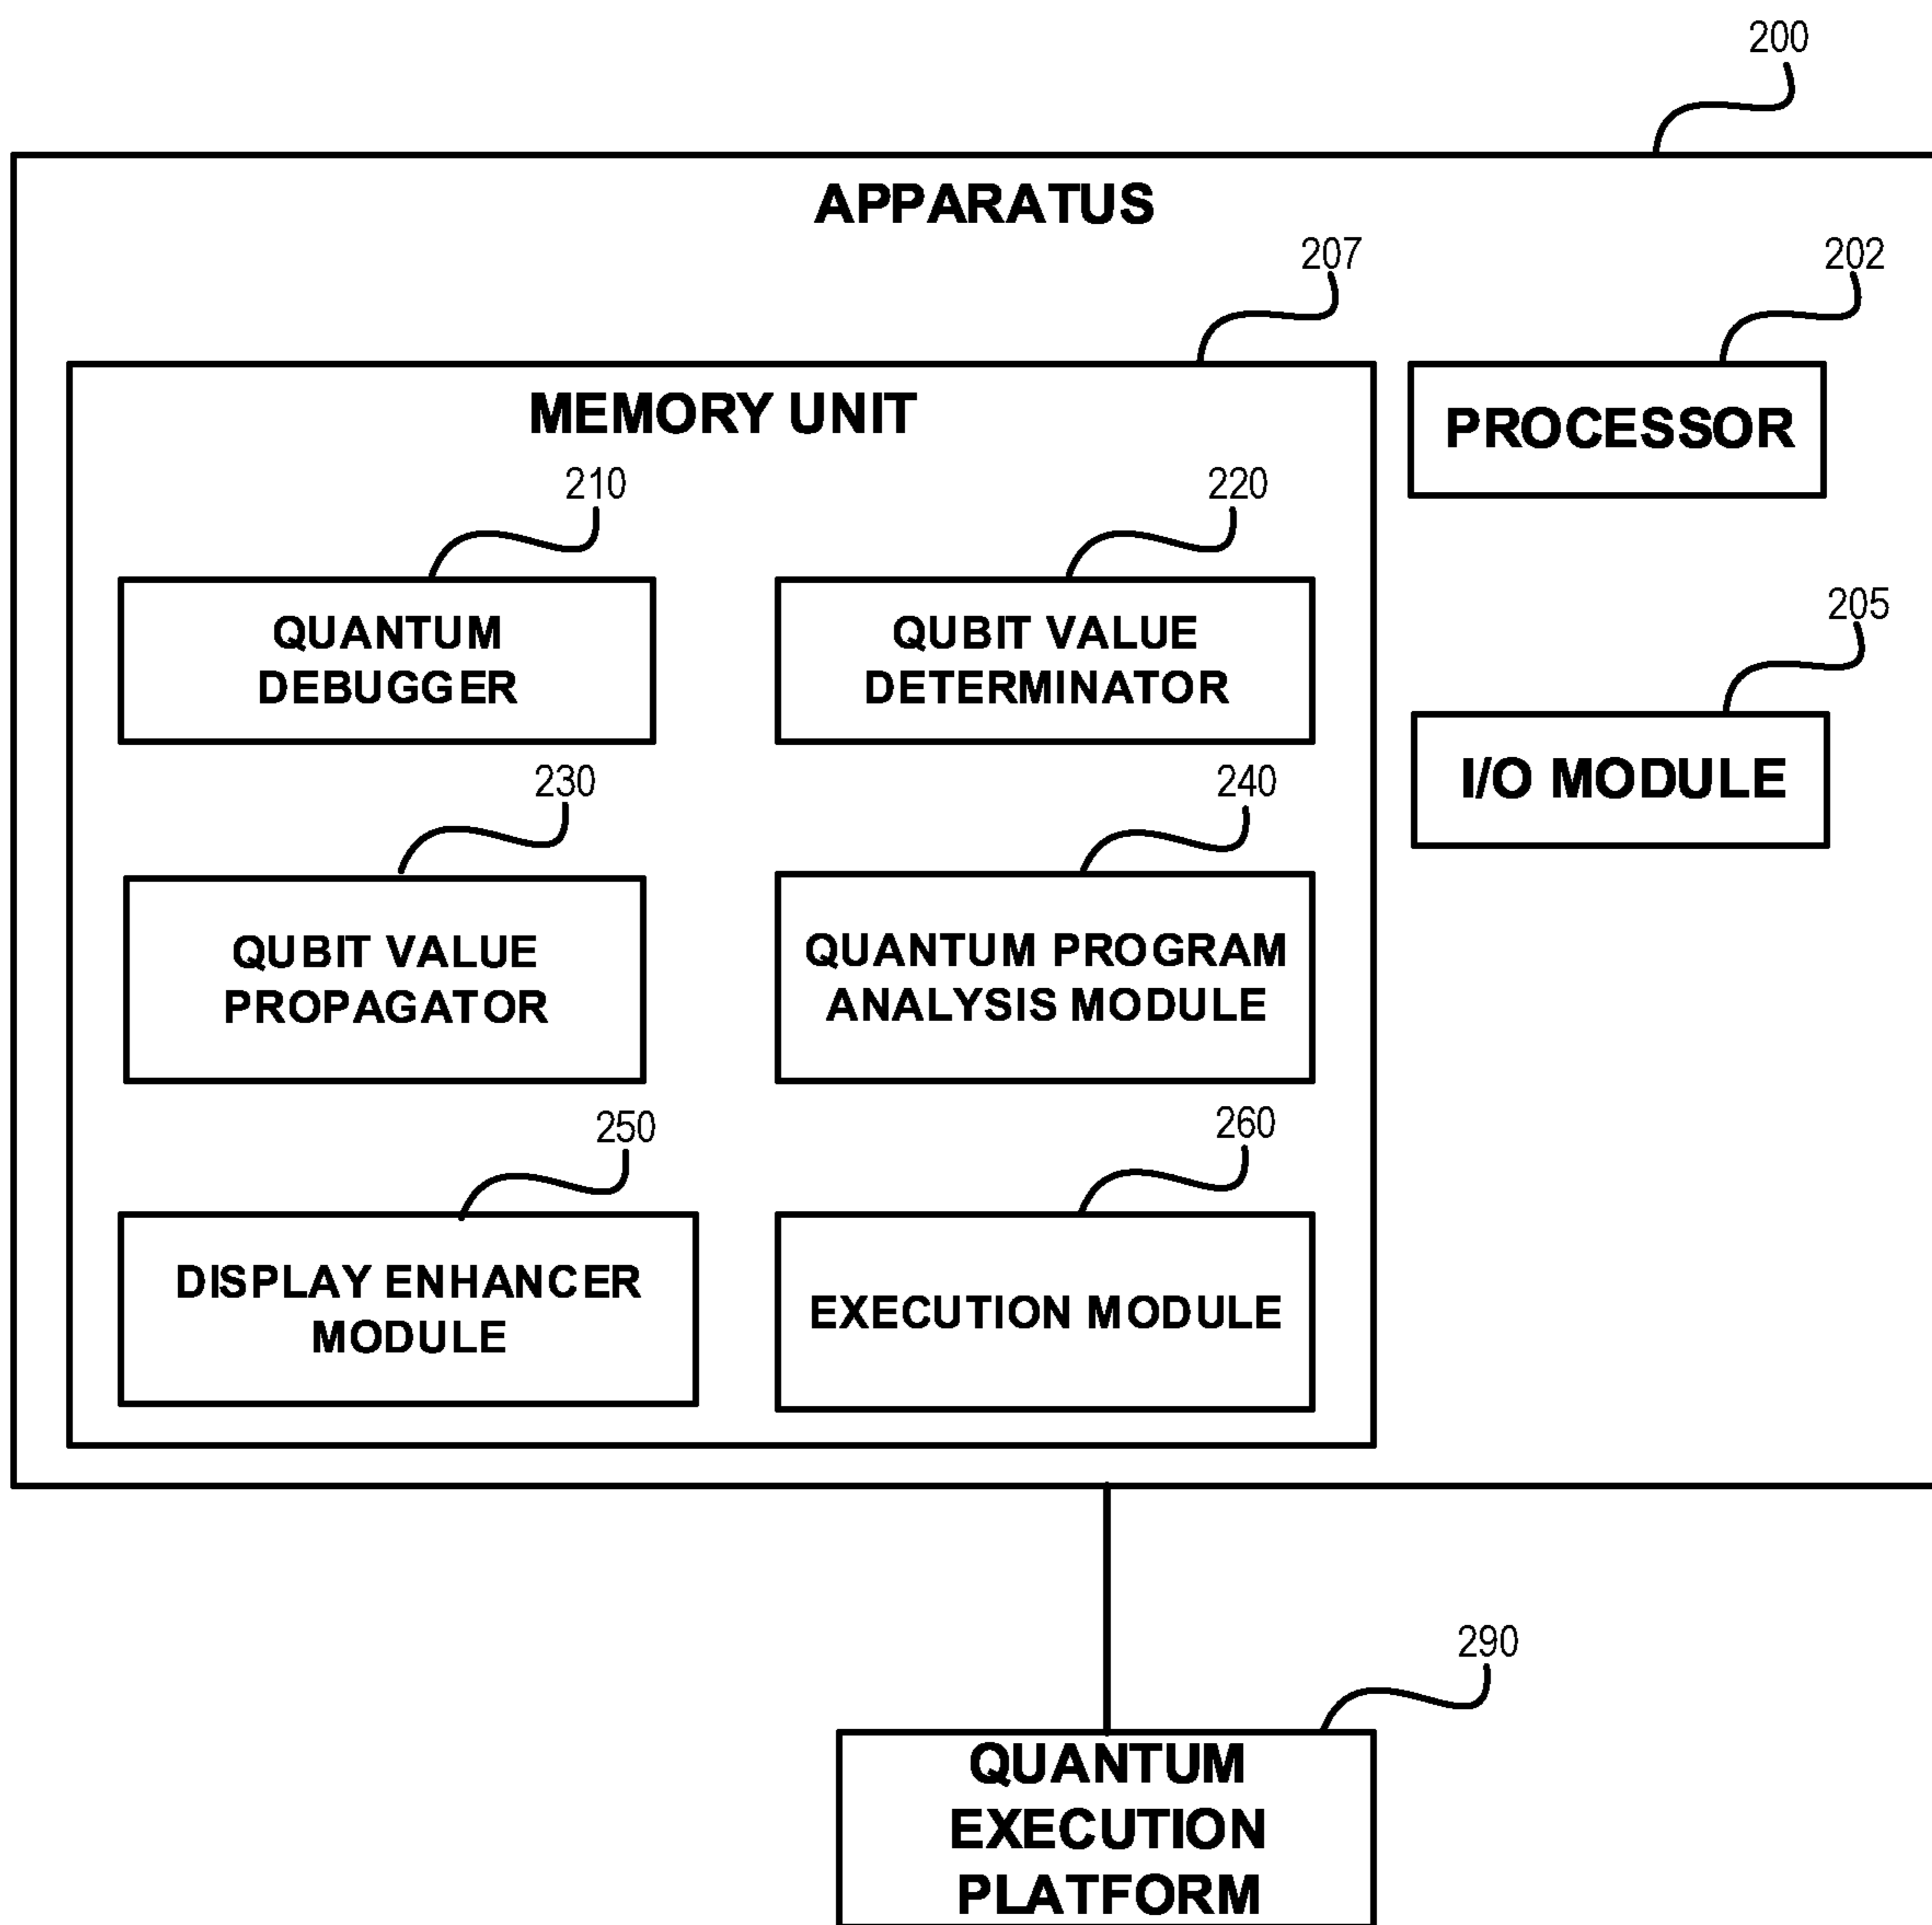 200
APPARATUS
207
202
MEMORY UNIT
PROCESSOR
210
220
QUANTUM
DEBUGGER
QUBIT VALUE
DETERMINATOR
205
I/O MODULE
230
240
QUBIT VALUE
PROPAGATOR
QUANTUM PROGRAM
ANALYSIS MODULE
250
260
DISPLAY ENHANCER
MODULE
EXECUTION MODULE
290
QUANTUM
EXECUTION
PLATFORM